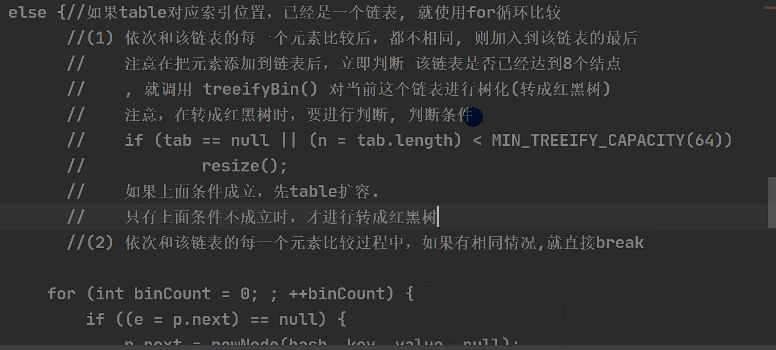 else {//如果table对应索引位置，已经是一个链表, 就使用for循环比较
//(1) 依次和该链表的每一个元素比较后，都不相同, 则加入到该链表的最后
//    注意在把元素添加到链表后，立即判断 该链表是否已经达到8个结点
//    , 就调用 treeifyBin() 对当前这个链表进行树化(转成红黑树)
//    注意，在转成红黑树时，要进行判断, 判断条件
//    if (tab == null || (n = tab.length) < MIN_TREEIFY_CAPACITY(64))
//            resize();
//    如果上面条件成立，先table扩容.
//    只有上面条件不成立时，才进行转成红黑树
//(2) 依次和该链表的每一个元素比较过程中，如果有相同情况,就直接break
for (int binCount = 0; ; ++binCount) {
if ((e = p.next) == null) {
p.next = newNode(hash, key, value, null);